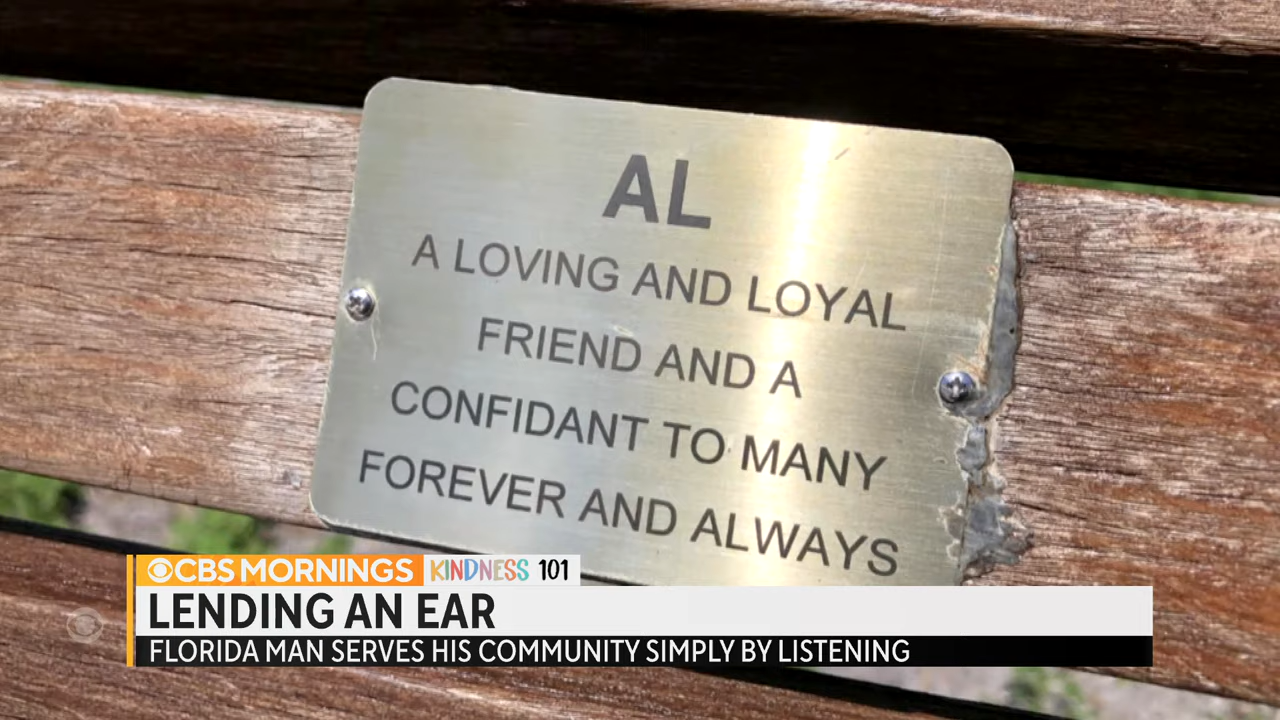 AL
A LOVING AND LOYAL
FRIEND AND A
CONFIDANT TO MANY
FOREVER AND ALWAYS
CBS MORNINGS KINDNESS 101
LENDING AN EAR
FLORIDA MAN SERVES HIS COMMUNITY SIMPLY BY LISTENING